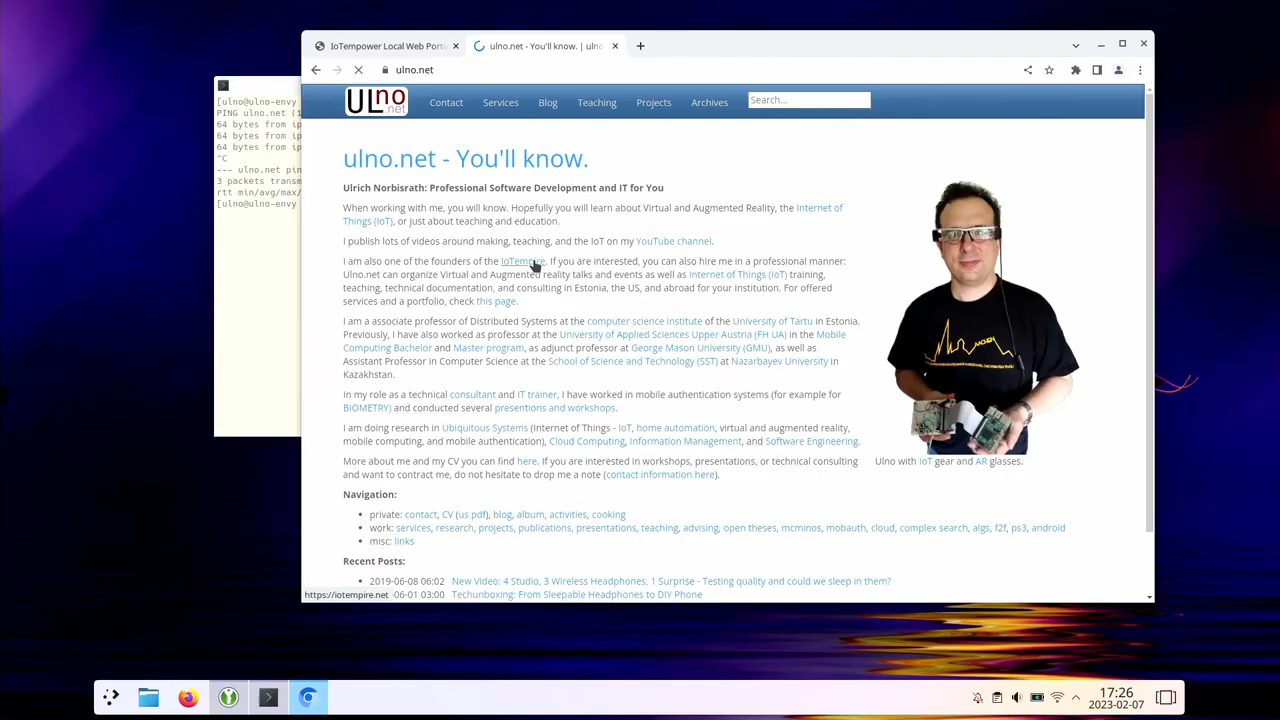 IoTempower Local Web Port
ulno.net - You'll know. | ulno
ulno.net
[ulno@ulno-envy
PING ulno.net (1
64 bytes from ip
64 bytes from ip
64 bytes from ip
^C
--- ulno.net pin
3 packets transm
rtt min/avg/max/
[ulno@ulno-envy
ULno.net Contact Services Blog Teaching Projects Archives Search...
ulno.net - You'll know.
Ulrich Norbisrath: Professional Software Development and IT for You
When working with me, you will know. Hopefully you will learn about Virtual and Augmented Reality, the Internet of
Things (IoT), or just about teaching and education.
I publish lots of videos around making, teaching, and the IoT on my YouTube channel.
I am also one of the founders of the IoTempire. If you are interested, you can also hire me in a professional manner:
Ulno.net can organize Virtual and Augmented reality talks and events as well as Internet of Things (IoT) training,
teaching, technical documentation, and consulting in Estonia, the US, and abroad for your institution. For offered
services and a portfolio, check this page.
I am a associate professor of Distributed Systems at the computer science institute of the University of Tartu in Estonia.
Previously, I have also worked as professor at the University of Applied Sciences Upper Austria (FH UA) in the Mobile
Computing Bachelor and Master program, as adjunct professor at George Mason University (GMU), as well as
Assistant Professor in Computer Science at the School of Science and Technology (SST) at Nazarbayev University in
Kazakhstan.
In my role as a technical consultant and IT trainer, I have worked in mobile authentication systems (for example for
BIOMETRY) and conducted several presentions and workshops.
I am doing research in Ubiquitous Systems (Internet of Things - IoT, home automation, virtual and augmented reality,
mobile computing, and mobile authentication), Cloud Computing, Information Management, and Software Engineering.
More about me and my CV you can find here. If you are interested in workshops, presentations, or technical consulting
and want to contract me, do not hesitate to drop me a note (contact information here).
Ulno with IoT gear and AR glasses.
Navigation:
• private: contact, CV (us pdf), blog, album, activities, cooking
• work: services, research, projects, publications, presentations, teaching, advising, open theses, mcminos, mobauth, cloud, complex search, algs, f2f, ps3, android
• misc: links
Recent Posts:
• 2019-06-08 06:02 New Video: 4 Studio, 3 Wireless Headphones, 1 Surprise - Testing quality and could we sleep in them?
https://iotempire.net -06-01 03:00 Techunboxing: From Sleepable Headphones to DIY Phone
17:26
2023-02-07